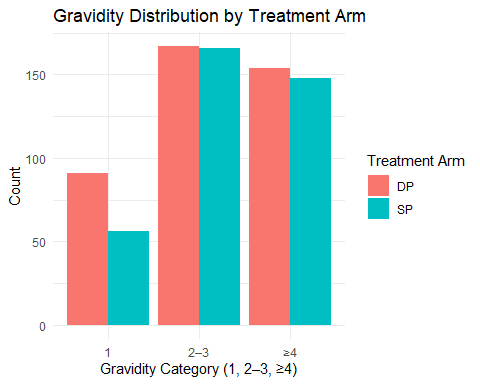 Gravidity Distribution by Treatment Arm
Count
150
100
50
0
1
2–3
≥4
Gravidity Category (1, 2–3, ≥4)
Treatment Arm
DP
SP